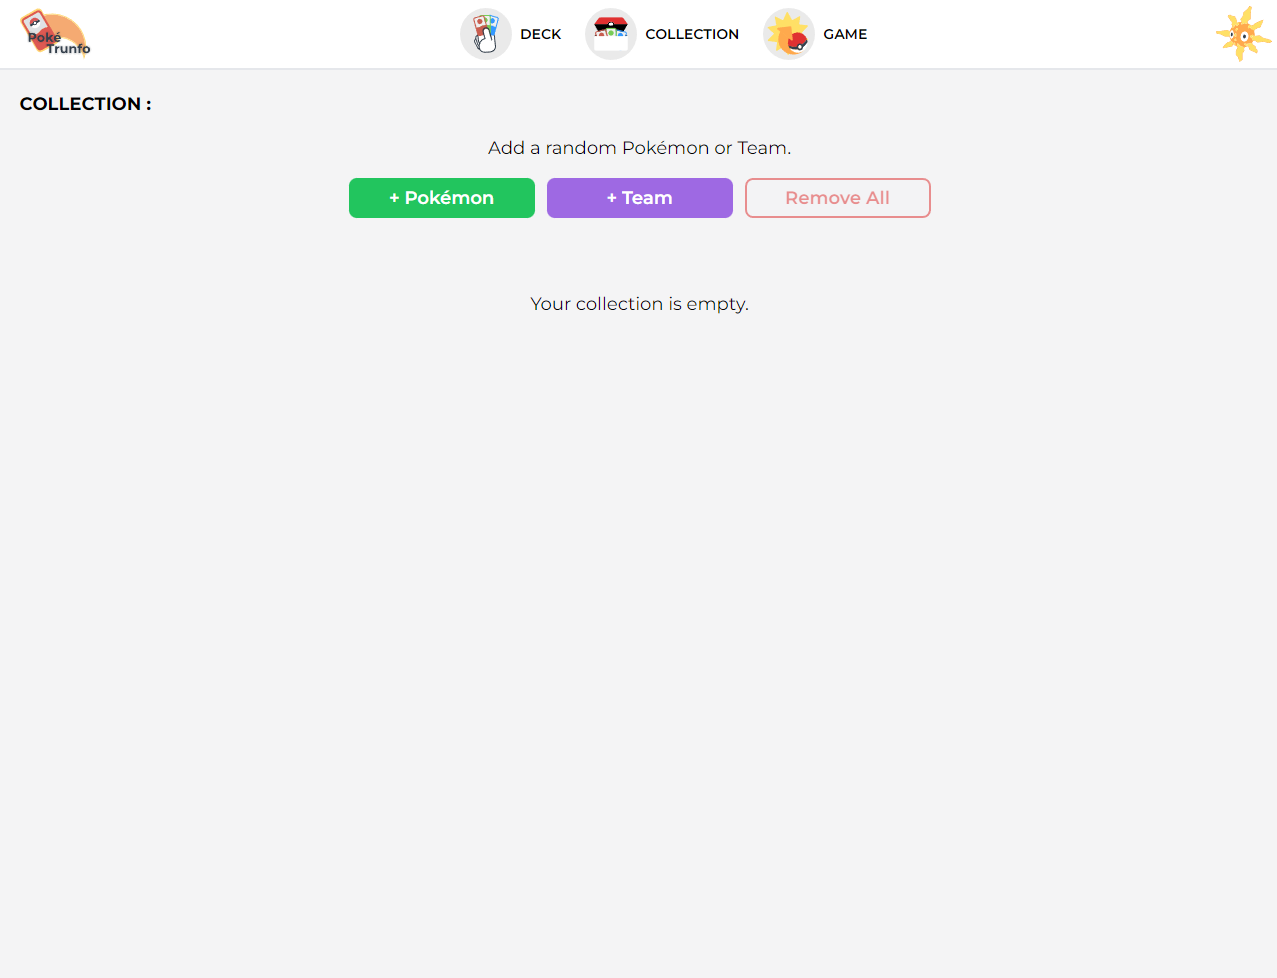 Poké
Trunfo
DECK
COLLECTION
GAME
COLLECTION :
Add a random Pokémon or Team.
+ Pokémon
+ Team
Remove All
Your collection is empty.